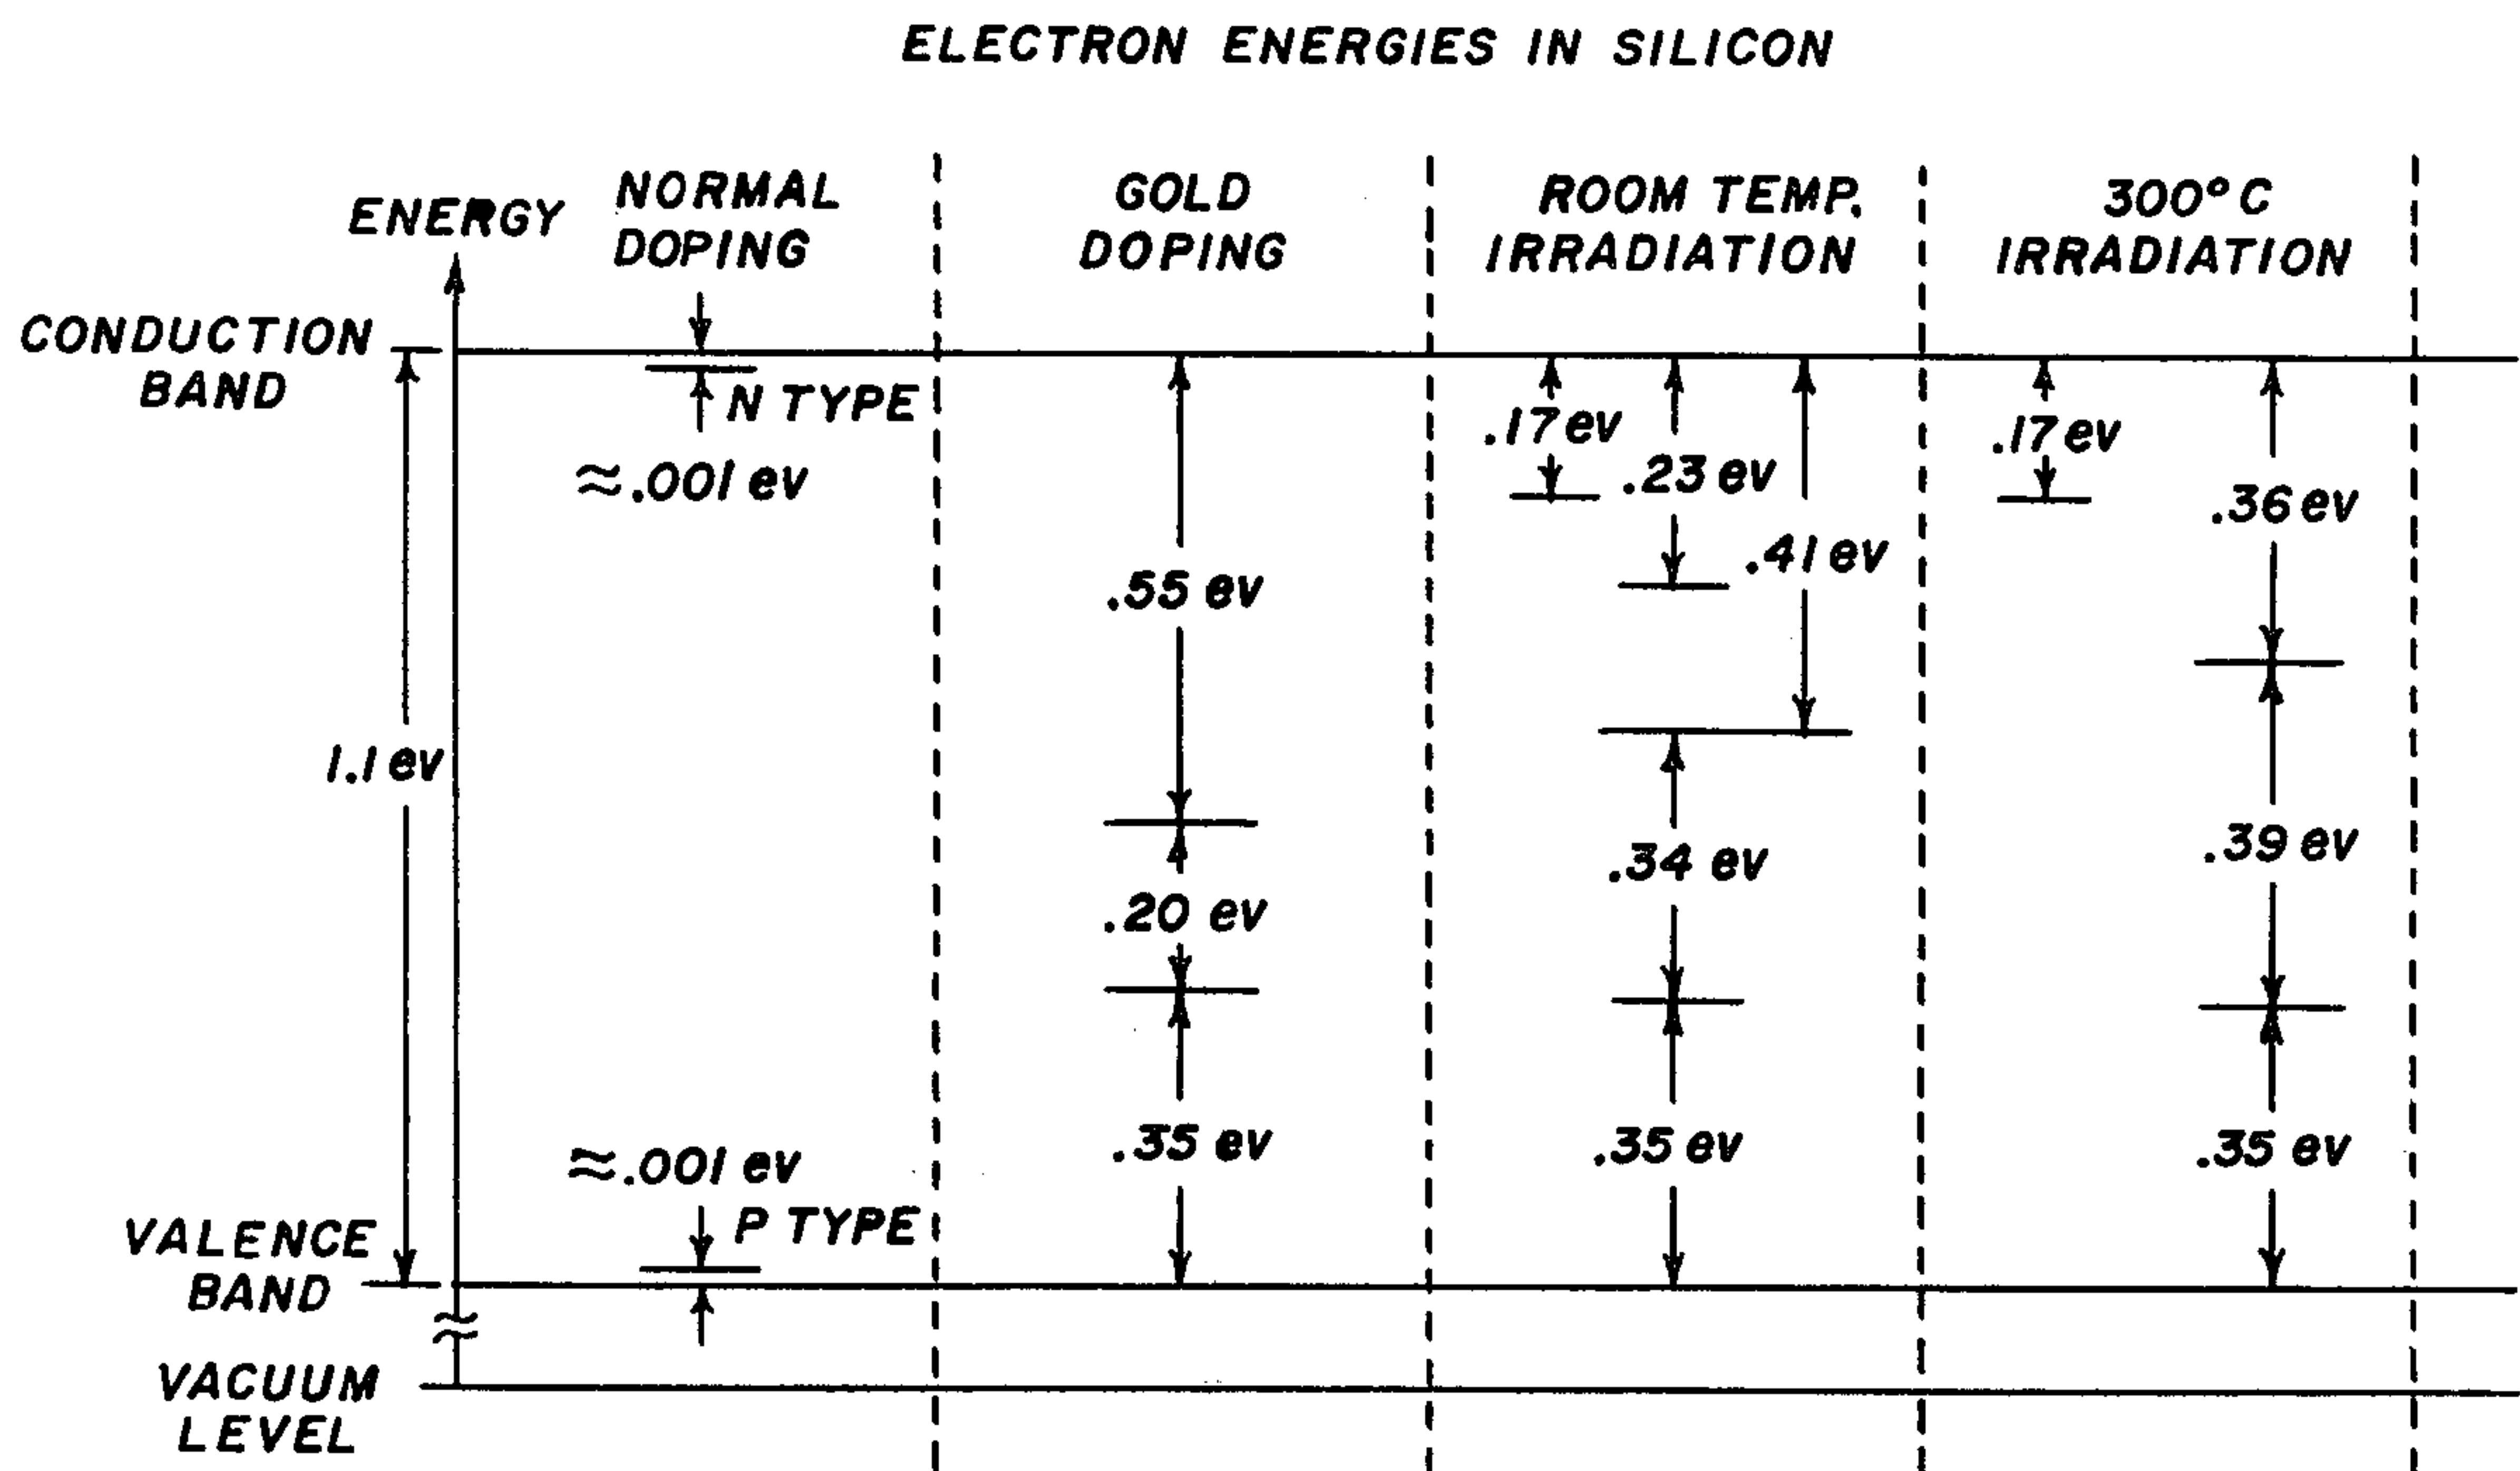 ELECTRON ENERGIES IN SILICON
ENERGY
NORMAL
DOPING
GOLD
DOPING
ROOM TEMP.
IRRADIATION
300°C
IRRADIATION
CONDUCTION
BAND
N TYPE
≈.001 ev
.17 ev
.23 ev
.41 ev
.17 ev
.36 ev
.55 ev
1.1 ev
.20 ev
.34 ev
.39 ev
.35 ev
.35 ev
.35 ev
≈.001 ev
P TYPE
VALENCE
BAND
VACUUM
LEVEL